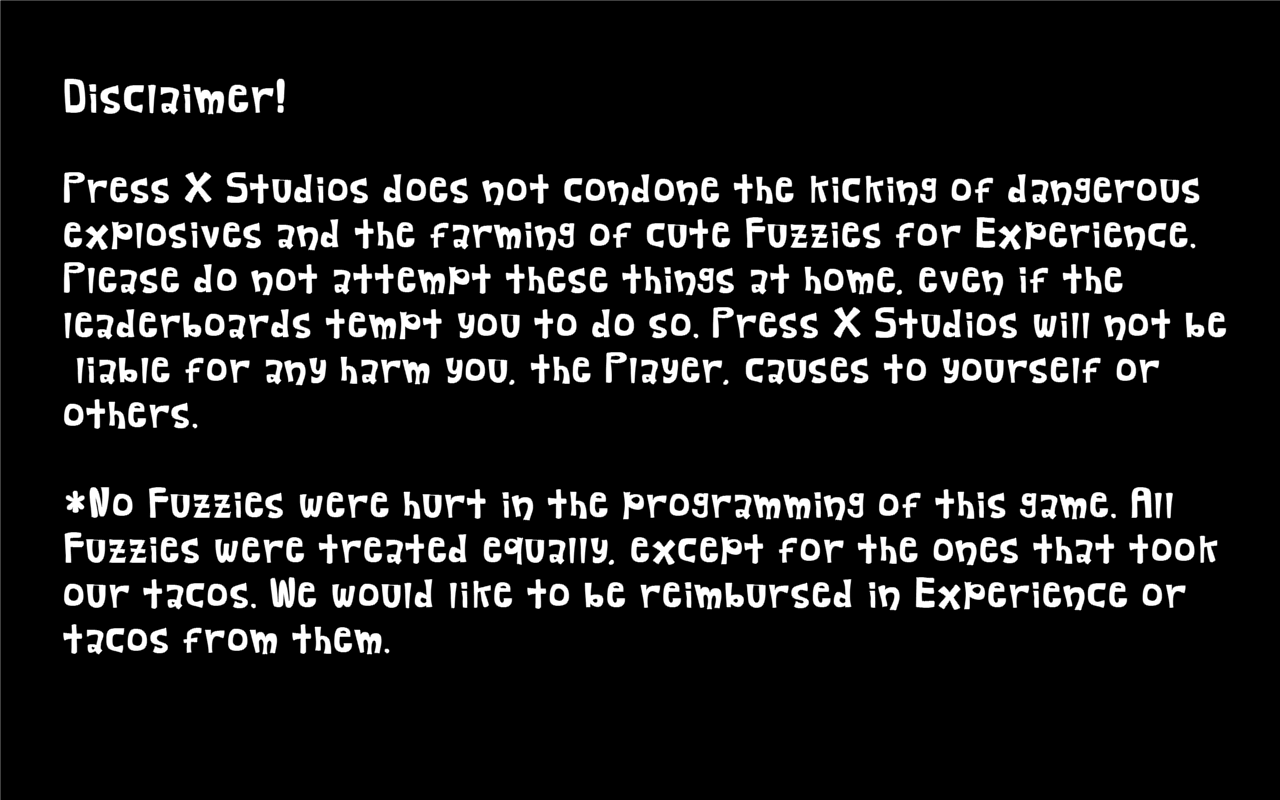 Disclaimer!
Press X Studios does not condone the kicking of dangerous
explosives and the farming of cute Fuzzies for Experience.
Please do not attempt these things at home, even if the
leaderboards tempt you to do so. Press X Studios will not be
liable for any harm you, the Player, causes to yourself or
others.
*No Fuzzies were hurt in the programming of this game. All
Fuzzies were treated equally, except for the ones that took
our tacos. We would like to be reimbursed in Experience or
tacos from them.